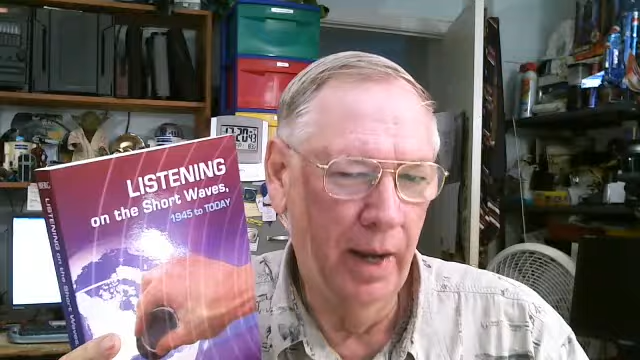 LISTENING
on the Short Waves,
1945 to TODAY
LISTENING on the Short Waves,